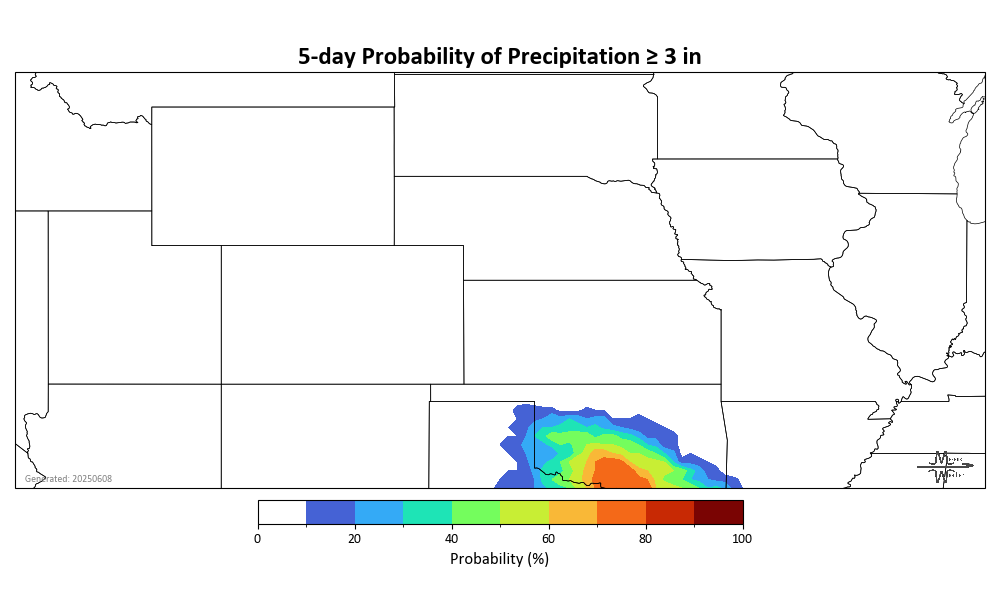 5-day Probability of Precipitation ≥ 3 in
Generated: 20250608
0 20 40 60 80 100
Probability (%)